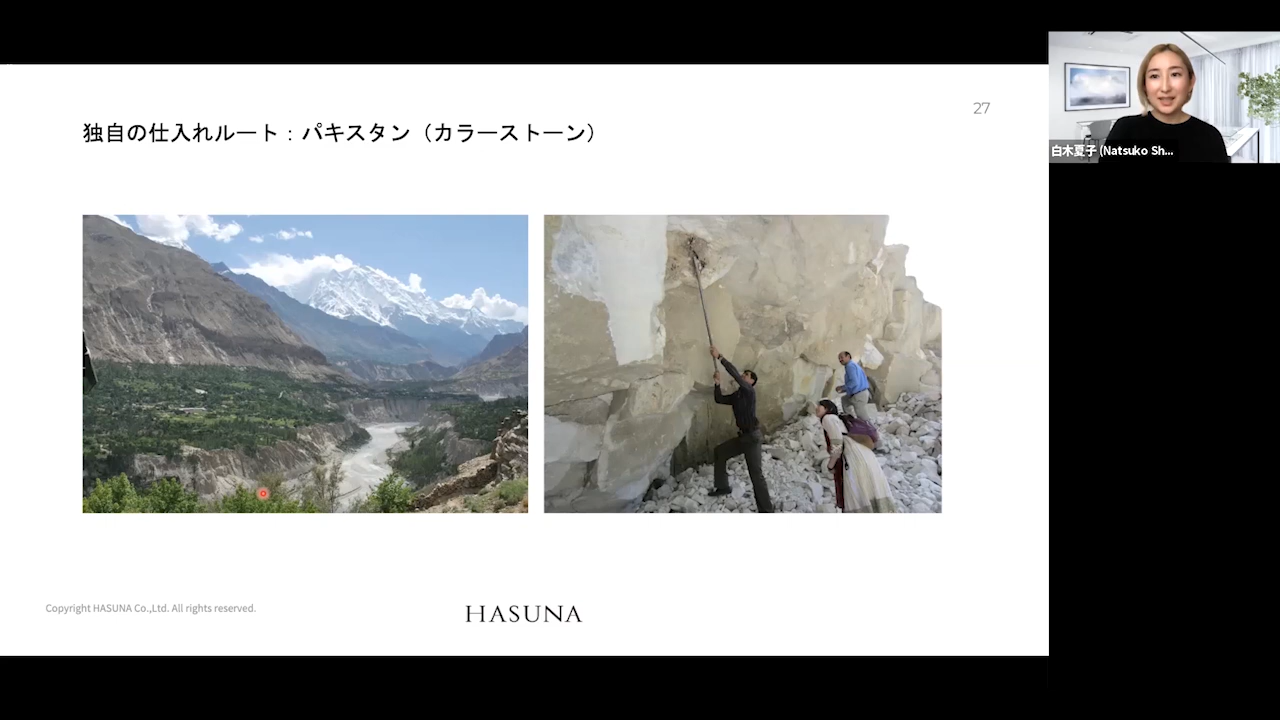 27
独自の仕入れルート：パキスタン（カラーストーン）
白木夏子 (Natsuko Sh...
Copyright HASUNA Co.,Ltd. All rights reserved.
HASUNA